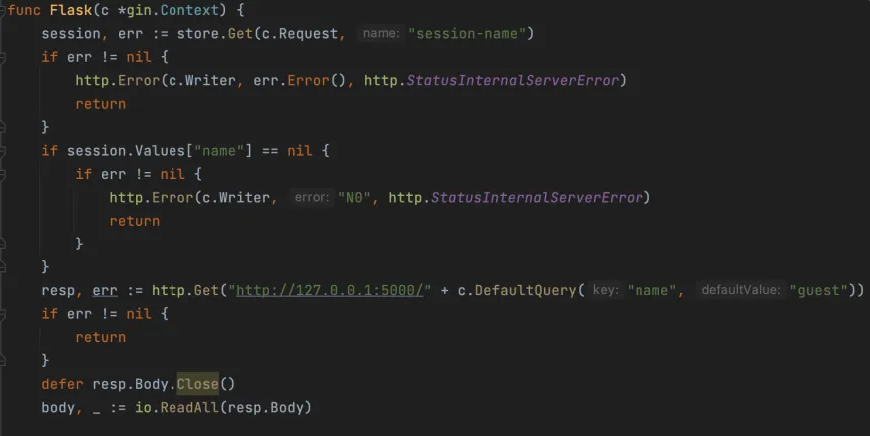 func Flask(c *gin.Context) {
    session, err := store.Get(c.Request, name: "session-name")
    if err != nil {
        http.Error(c.Writer, err.Error(), http.StatusInternalServerError)
        return
    }
    if session.Values["name"] == nil {
        if err != nil {
            http.Error(c.Writer, error: "N0", http.StatusInternalServerError)
            return
        }
    }
    resp, err := http.Get("http://127.0.0.1:5000/" + c.DefaultQuery( key: "name", defaultValue: "guest"))
    if err != nil {
        return
    }
    defer resp.Body.Close()
    body, _ := io.ReadAll(resp.Body)